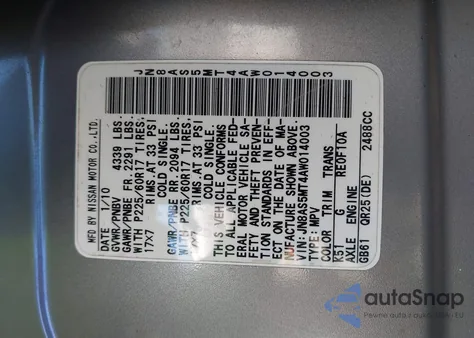 JN8AS5MT4AW014003
MFD BY NISSAN MOTOR CO.,LTD.
DATE 1/10
GVWR/PNBV 4339 LBS.
GAWR/PNBE FR. 2291 LBS.
WITH P225/60R17 TIRES,
17X7 RIMS AT 33 PSI
COLD SINGLE.
GAWR/PNBE RR. 2094 LBS.
WITH P225/60R17 TIRES,
17X7 RIMS AT 33 PSI
COLD SINGLE.
THIS VEHICLE CONFORMS TO
ALL APPLICABLE FED-
ERAL MOTOR VEHICLE SA-
FETY AND THEFT PREVEN-
TION STANDARDS IN EFF-
ECT ON THE DATE OF MA-
NUFACTURE SHOWN ABOVE.
VIN:JN8AS5MT4AW014003
TYPE: MPV
COLOR TRIM TRANS
K51 G RE0F10A
AXLE ENGINE
GB61 QR25(DE) 2488CC
autoSnap
Pewne auto z